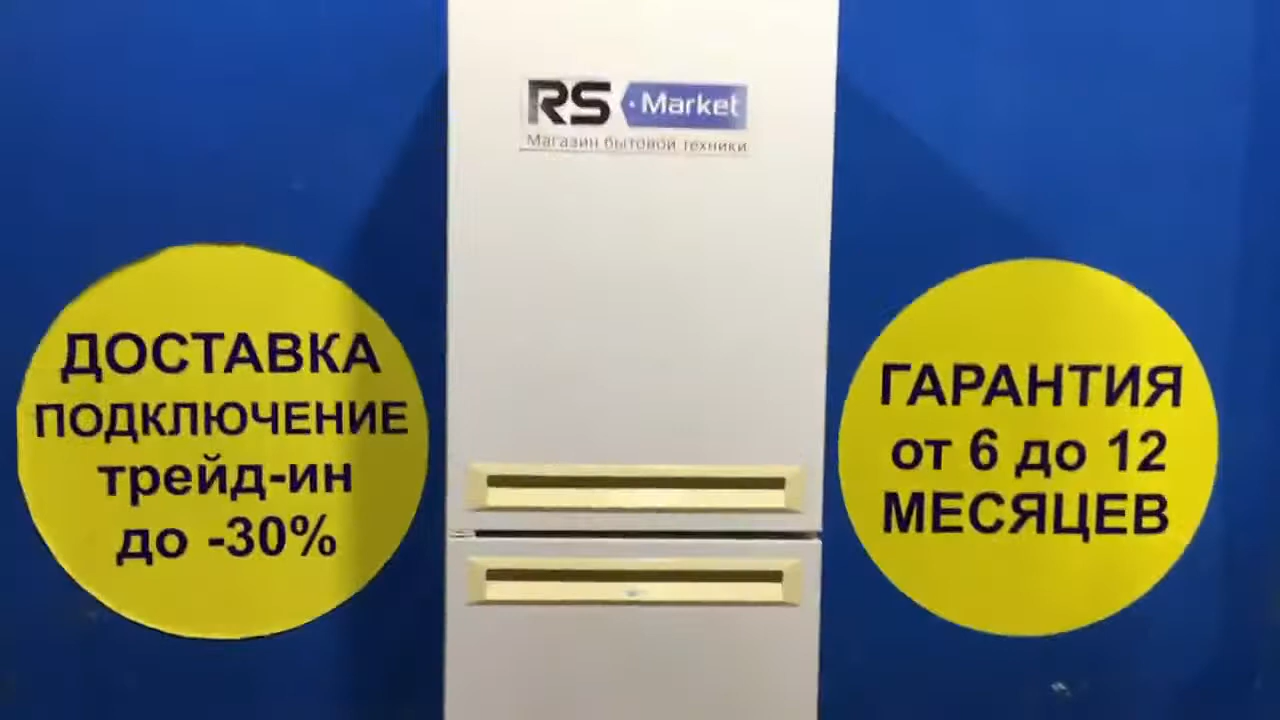 RS Market
Магазин бытовой техники
ДОСТАВКА
ПОДКЛЮЧЕНИЕ
трейд-ин
до -30%
ГАРАНТИЯ
от 6 до 12
МЕСЯЦЕВ